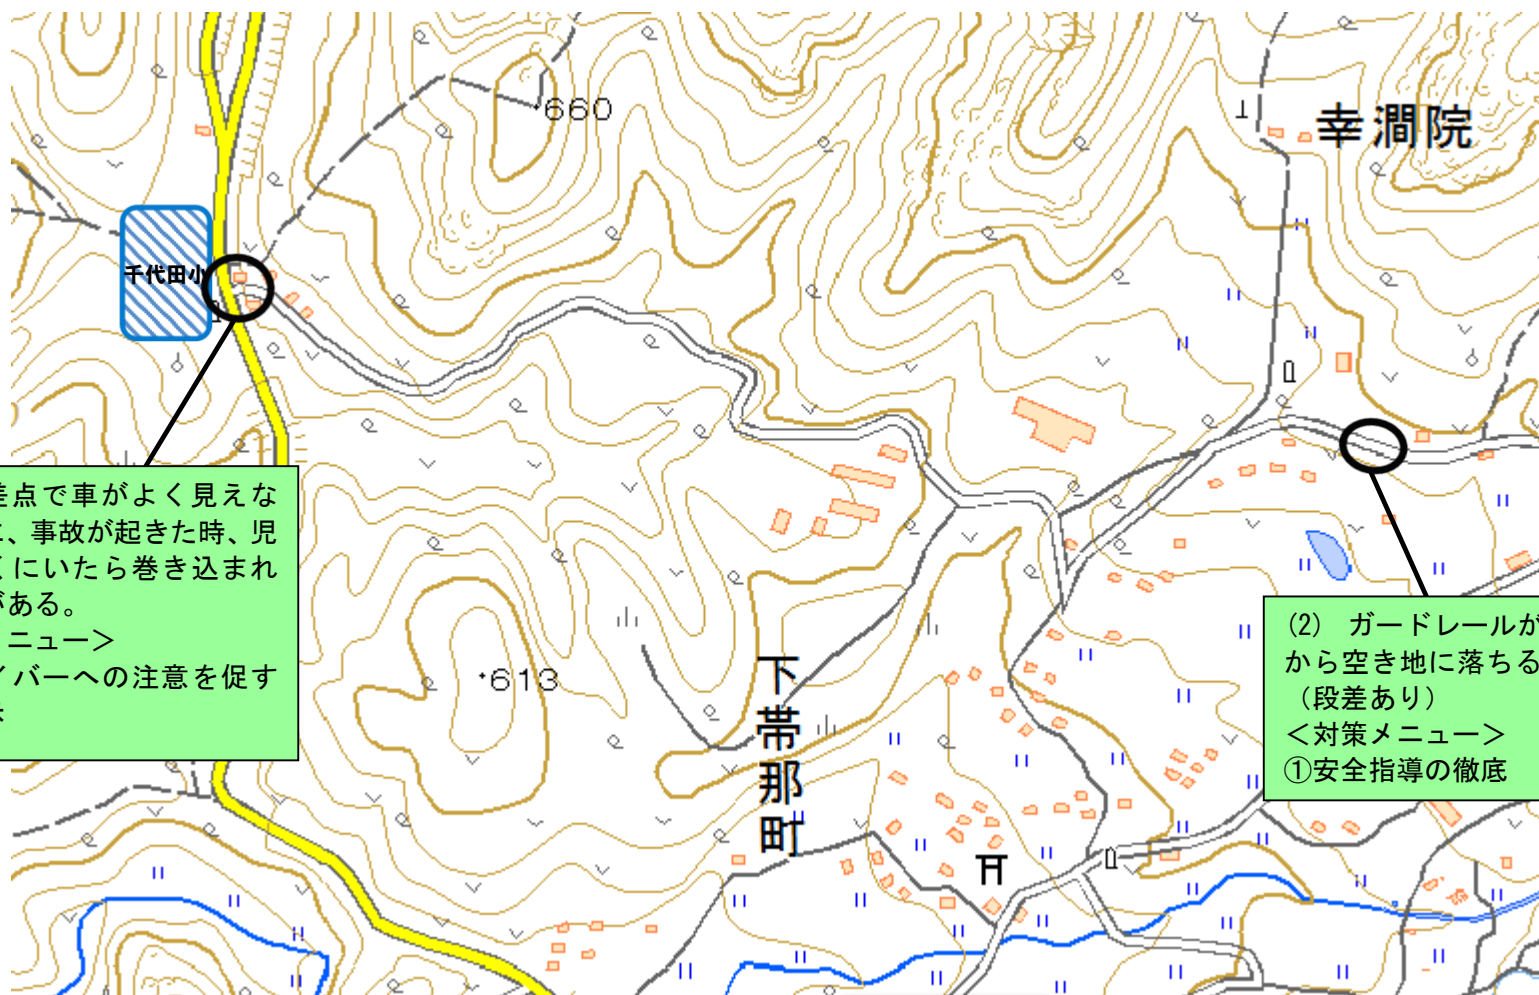 660
幸澗院
千代田小
差点で車がよく見えな
、事故が起きた時、児
にいたら巻き込まれ
がある。
ニュー＞
イバーへの注意を促す
613
下帯那町
(2) ガードレールが
から空き地に落ちる
（段差あり）
＜対策メニュー＞
①安全指導の徹底